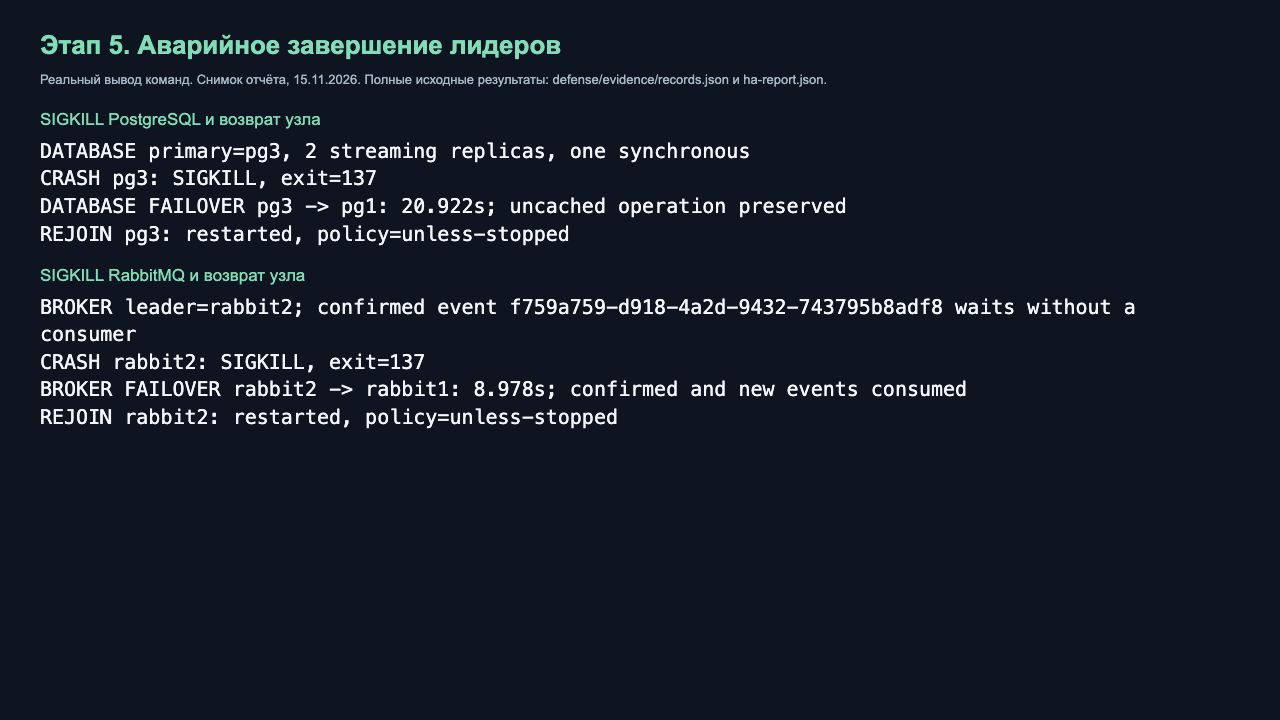 Этап 5. Аварийное завершение лидеров
Реальный вывод команд. Снимок отчёта, 15.11.2026. Полные исходные результаты: defense/evidence/records.json и ha-report.json.
SIGKILL PostgreSQL и возврат узла
DATABASE primary=pg3, 2 streaming replicas, one synchronous
CRASH pg3: SIGKILL, exit=137
DATABASE FAILOVER pg3 -> pg1: 20.922s; uncached operation preserved
REJOIN pg3: restarted, policy=unless-stopped
SIGKILL RabbitMQ и возврат узла
BROKER leader=rabbit2; confirmed event f759a759-d918-4a2d-9432-743795b8adf8 waits without a
consumer
CRASH rabbit2: SIGKILL, exit=137
BROKER FAILOVER rabbit2 -> rabbit1: 8.978s; confirmed and new events consumed
REJOIN rabbit2: restarted, policy=unless-stopped